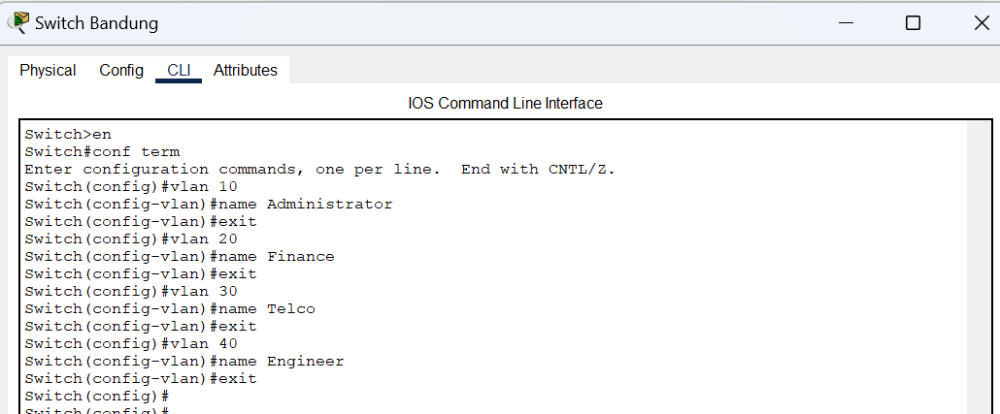 Switch Bandung
Physical Config CLI Attributes
IOS Command Line Interface
Switch>en
Switch#conf term
Enter configuration commands, one per line.  End with CNTL/Z.
Switch(config)#vlan 10
Switch(config-vlan)#name Administrator
Switch(config-vlan)#exit
Switch(config)#vlan 20
Switch(config-vlan)#name Finance
Switch(config-vlan)#exit
Switch(config)#vlan 30
Switch(config-vlan)#name Telco
Switch(config-vlan)#exit
Switch(config)#vlan 40
Switch(config-vlan)#name Engineer
Switch(config-vlan)#exit
Switch(config)#
Switch(config)#